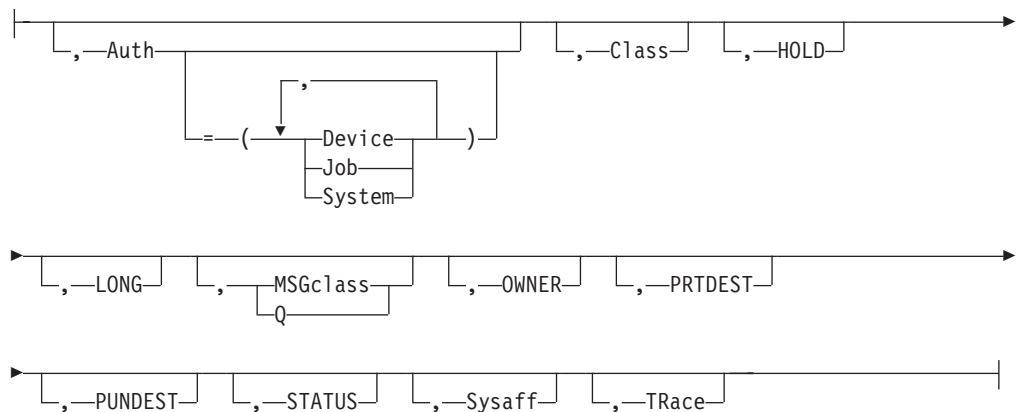 , Auth , Class , HOLD
,
= ( Device )
Job
System
, LONG , MSGclass , OWNER , PRTDEST
Q
, PUNDEST , STATUS , Sysaff , TRace